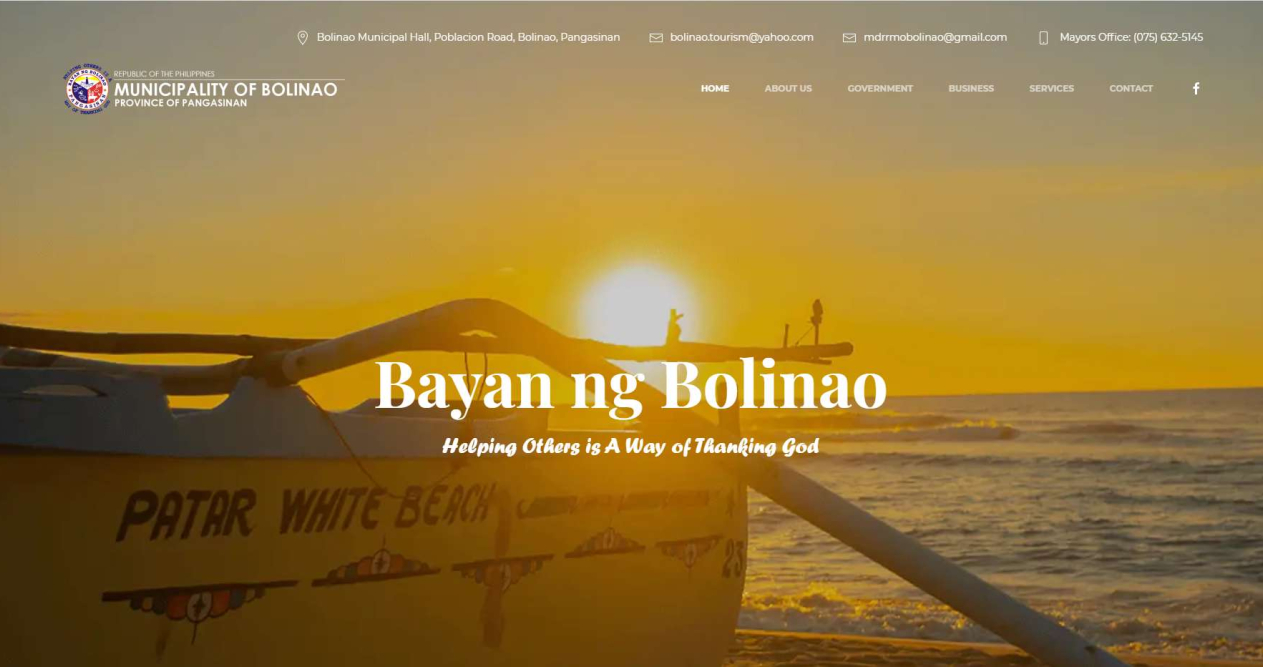 Bolinao Municipal Hall, Poblacion Road, Bolinao, Pangasinan bolinao.tourism@yahoo.com mdrrmobolinao@gmail.com Mayors Office: (075) 632-5145
REPUBLIC OF THE PHILIPPINES
MUNICIPALITY OF BOLINAO
PROVINCE OF PANGASINAN
HOME ABOUT US GOVERNMENT BUSINESS SERVICES CONTACT
Bayan ng Bolinao
Helping Others is A Way of Thanking God
PATAR WHITE BEACH
23